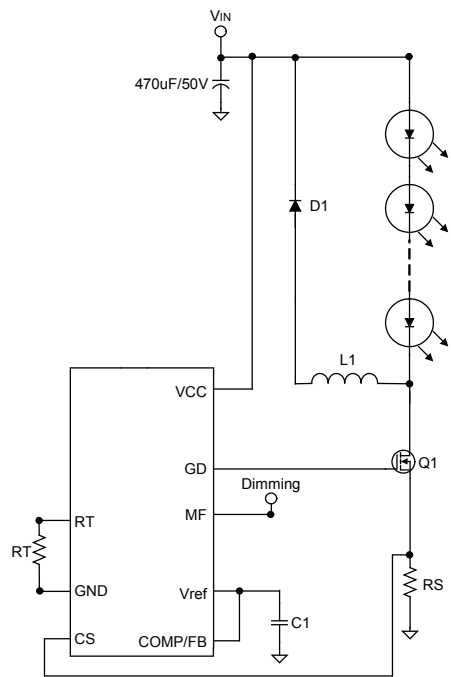 VIN
470uF/50V
D1
L1
VCC
GD
Q1
Dimming
MF
RT
RT
GND
Vref
RS
C1
CS
COMP/FB